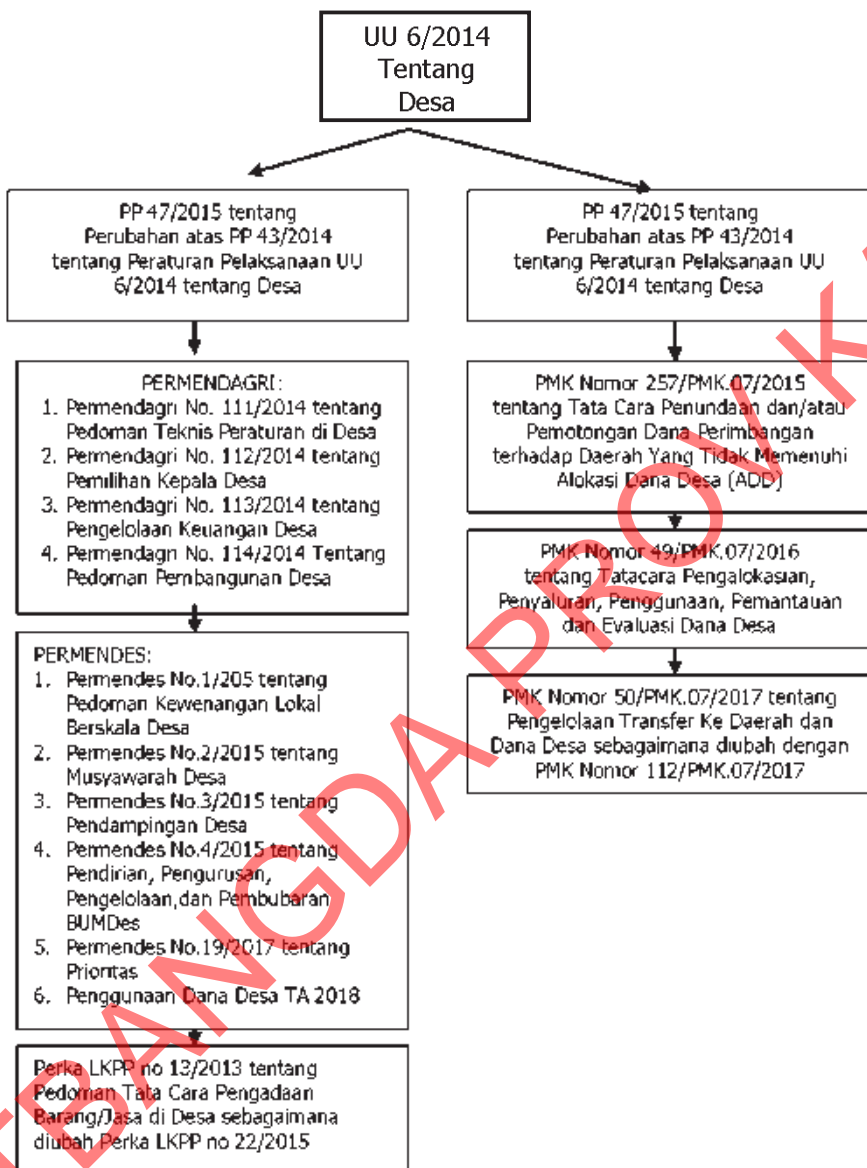 UU 6/2014
Tentang
Desa
PP 47/2015 tentang
Perubahan atas PP 43/2014
tentang Peraturan Pelaksanaan UU
6/2014 tentang Desa
PERMENDAGRI:
1. Permendagri No. 111/2014 tentang
Pedoman Teknis Peraturan di Desa
2. Permendagri No. 112/2014 tentang
Pemilihan Kepala Desa
3. Permendagri No. 113/2014 tentang
Pengelolaan Keuangan Desa
4. Permendagri No. 114/2014 Tentang
Pedoman Pembangunan Desa
PERMENDES:
1. Permendes No.1/205 tentang
Pedoman Kewenangan Lokal
Berskala Desa
2. Permendes No.2/2015 tentang
Musyawarah Desa
3. Permendes No.3/2015 tentang
Pendampingan Desa
4. Permendes No.4/2015 tentang
Pendirian, Pengurusan,
Pengelolaan,dan Pembubaran
BUMDes
5. Permendes No.19/2017 tentang
Prioritas
6. Penggunaan Dana Desa TA 2018
Perka LKPP no 13/2013 tentang
Pedoman Tata Cara Pengadaan
Barang/Jasa di Desa sebagaimana
diubah Perka LKPP no 22/2015
PP 47/2015 tentang
Perubahan atas PP 43/2014
tentang Peraturan Pelaksanaan UU
6/2014 tentang Desa
PMK Nomor 257/PMK.07/2015
tentang Tata Cara Penundaan dan/atau
Pemotongan Dana Perimbangan
terhadap Daerah Yang Tidak Memenuhi
Alokasi Dana Desa (ADD)
PMK Nomor 49/PMK.07/2016
tentang Tatacara Pengalokasian,
Penyaluran, Penggunaan, Pemantauan
dan Evaluasi Dana Desa
PMK Nomor 50/PMK.07/2017 tentang
Pengelolaan Transfer Ke Daerah dan
Dana Desa sebagaimana diubah dengan
PMK Nomor 112/PMK.07/2017
TBANGDA PROV K